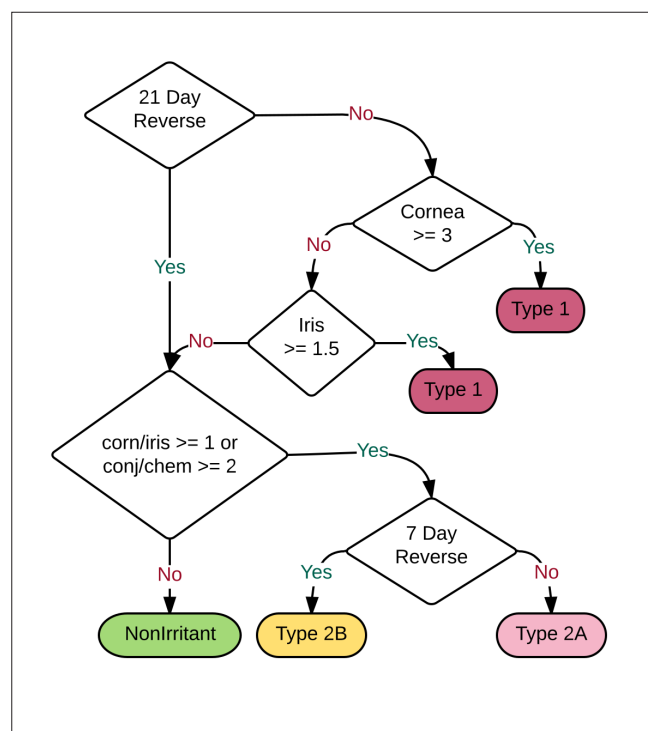 21 Day
Reverse
No
Cornea
>= 3
Yes
No
Yes
Type 1
Iris
>= 1.5
No
Yes
Type 1
corn/iris >= 1 or
conj/chem >= 2
Yes
7 Day
Reverse
No
Yes
No
NonIrritant
Type 2B
Type 2A